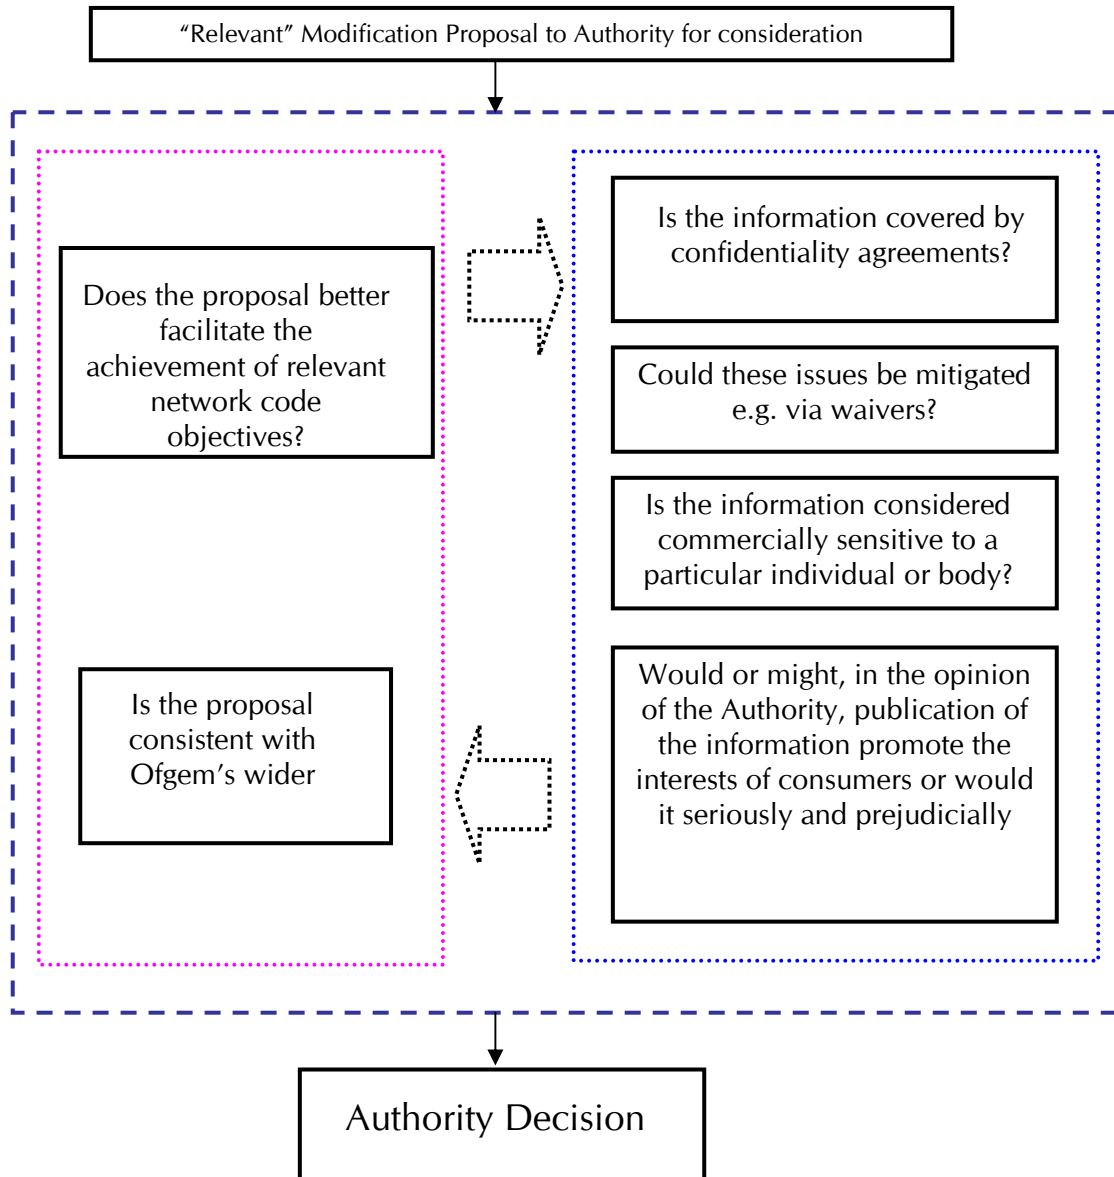 “Relevant” Modification Proposal to Authority for consideration
Does the proposal better
facilitate the
achievement of relevant
network code
objectives?
Is the proposal
consistent with
Ofgem’s wider
Is the information covered by
confidentiality agreements?
Could these issues be mitigated
e.g. via waivers?
Is the information considered
commercially sensitive to a
particular individual or body?
Would or might, in the opinion
of the Authority, publication of
the information promote the
interests of consumers or would
it seriously and prejudicially
Authority Decision